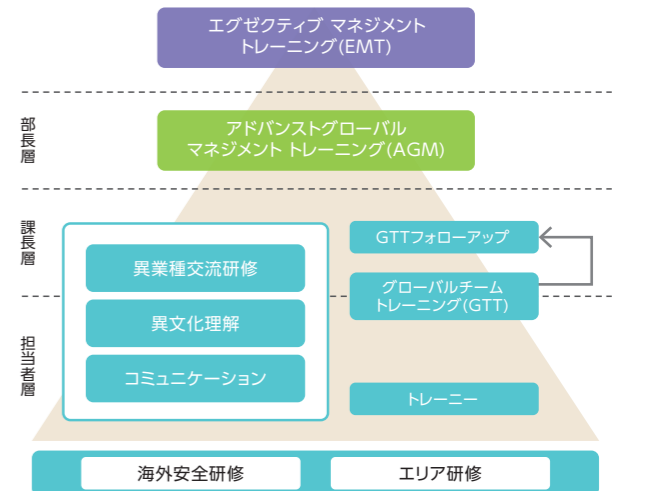 エグゼクティブ マネジメント
トレーニング(EMT)
部長層
アドバンストグローバル
マネジメント トレーニング(AGM)
課長層
GTTフォローアップ
異業種交流研修
グローバルチーム
トレーニング(GTT)
異文化理解
担当者層
コミュニケーション
トレーニー
海外安全研修
エリア研修